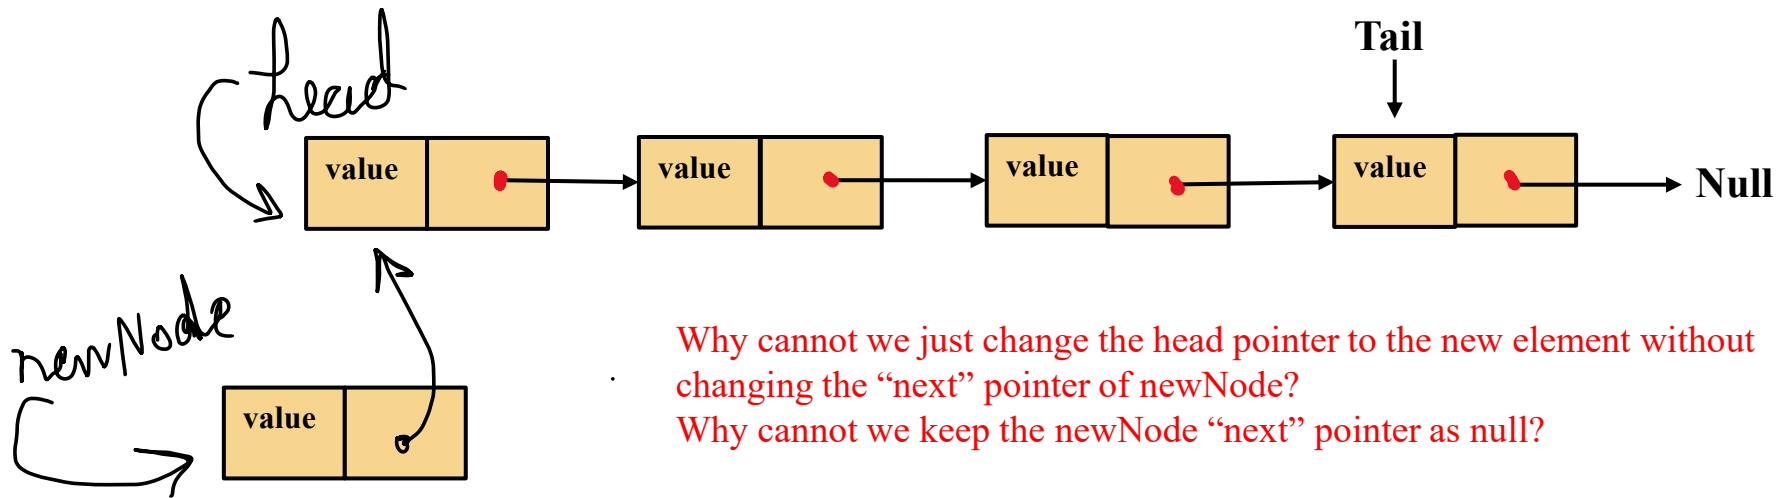 Tail
head
value
value
value
value
Null
newNode
value
Why cannot we just change the head pointer to the new element without
changing the “next” pointer of newNode?
Why cannot we keep the newNode “next” pointer as null?